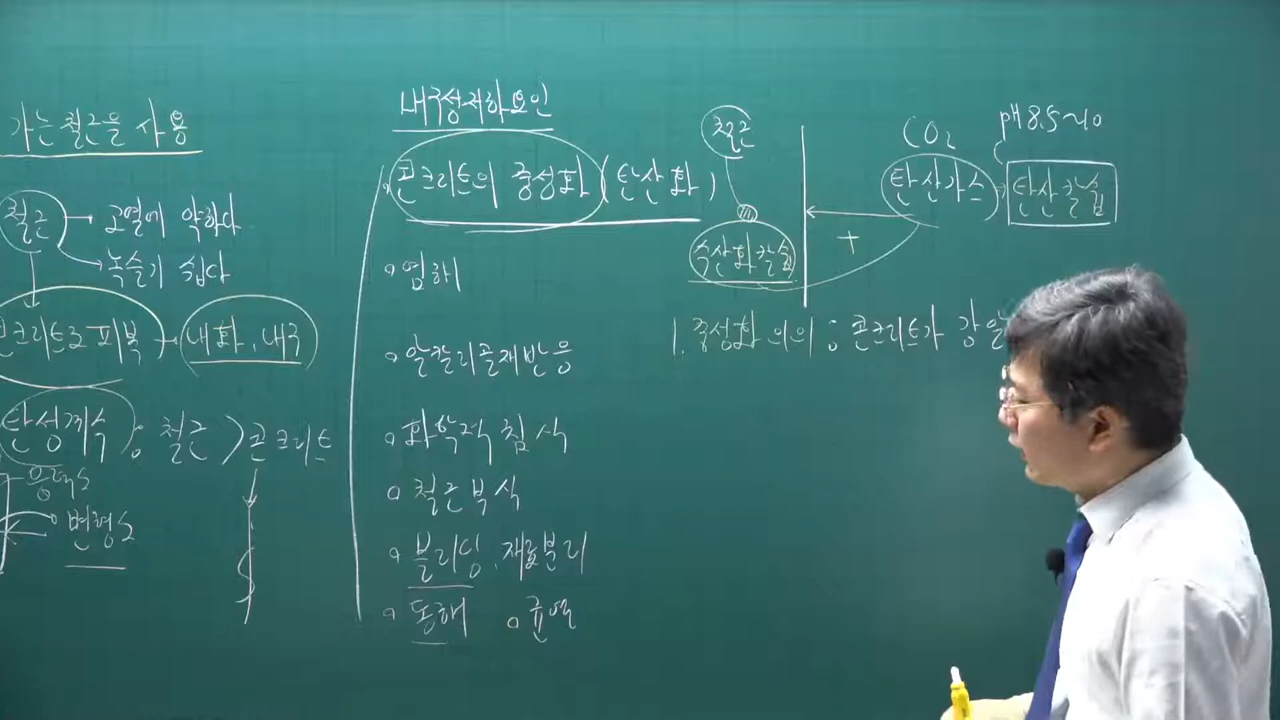 가는 철근을 사용
철근 → 고열에 약하다
→ 녹슬기 쉽다
콘크리트로 피복 → 내화, 내구
탄성계수 : 철근 > 콘크리트
응력
변형
내구성저하요인
콘크리트의 중성화 (탄산화)
염해
알칼리골재반응
화학적 침식
철근부식
블리딩, 재료분리
동해 균열
철근
수산화칼슘
+
CO₂
탄산가스
pH 8.5~10
탄산칼슘
1. 중성화 의의 : 콘크리트가 강알